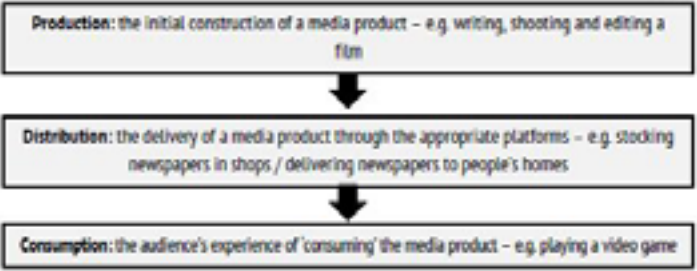 Production: the initial construction of a media product – e.g. writing, shooting and editing a
film
Distribution: the delivery of a media product through the appropriate platforms – e.g. stocking
newspapers in shops / delivering newspapers to people's homes
Consumption: the audience's experience of 'consuming' the media product – e.g. playing a video game